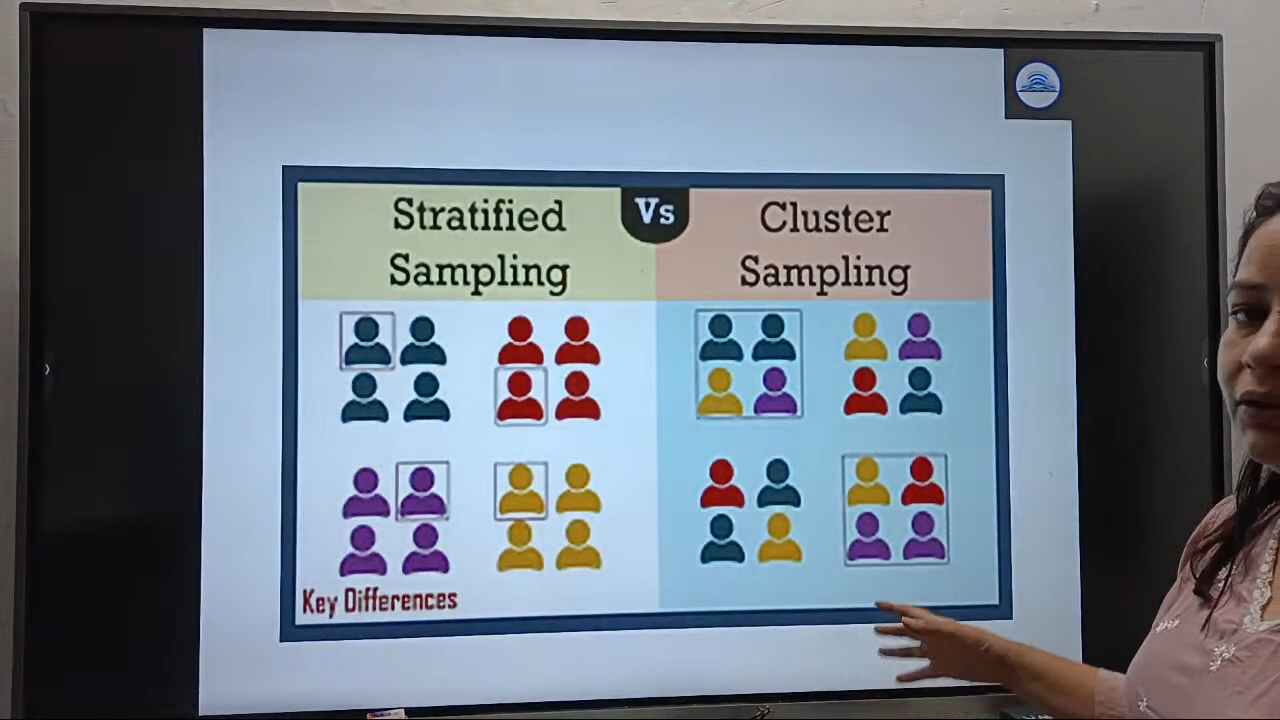 Stratified
Sampling
Vs
Cluster
Sampling
Key Differences